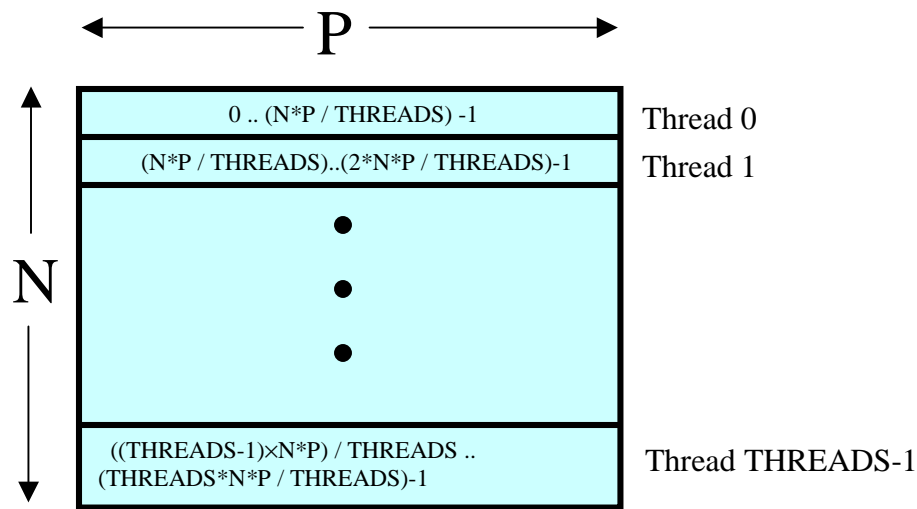 P
N
0 .. (N*P / THREADS) -1
Thread 0
(N*P / THREADS)..(2*N*P / THREADS)-1
Thread 1
((THREADS-1)×N*P) / THREADS ..
(THREADS*N*P / THREADS)-1
Thread THREADS-1